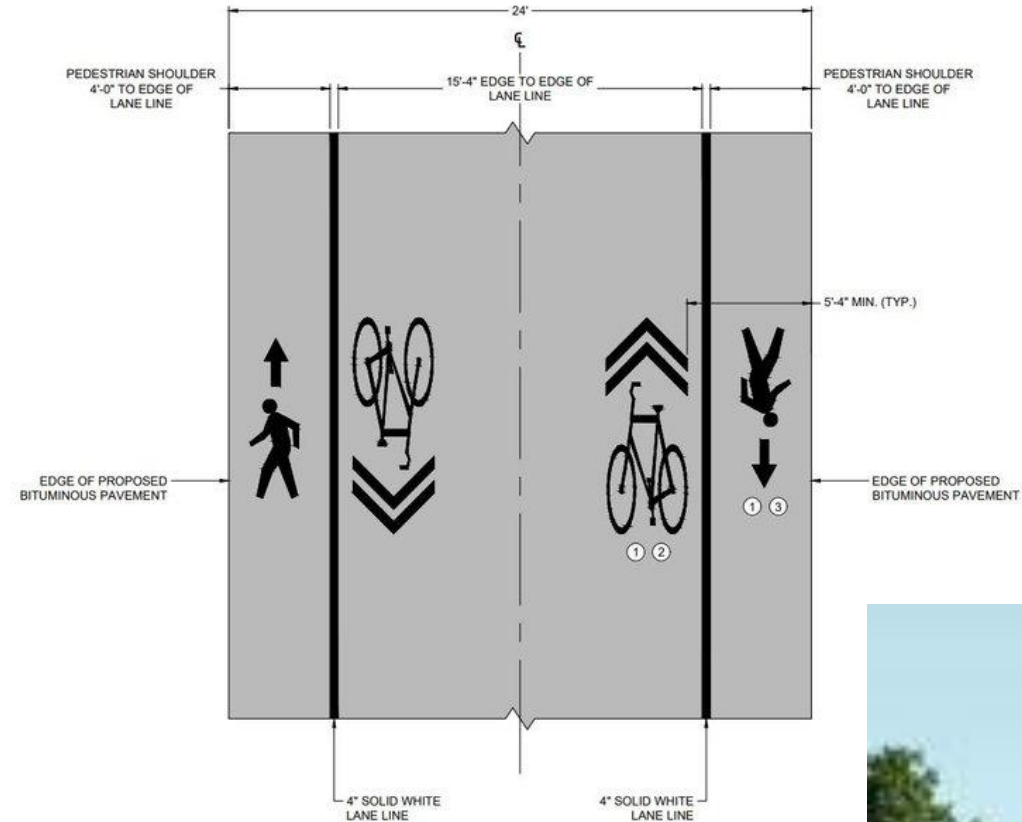 24'
℄
PEDESTRIAN SHOULDER
4'-0" TO EDGE OF
LANE LINE
15'-4" EDGE TO EDGE OF
LANE LINE
PEDESTRIAN SHOULDER
4'-0" TO EDGE OF
LANE LINE
5'-4" MIN. (TYP.)
EDGE OF PROPOSED
BITUMINOUS PAVEMENT
EDGE OF PROPOSED
BITUMINOUS PAVEMENT
1 3
1 2
4" SOLID WHITE
LANE LINE
4" SOLID WHITE
LANE LINE